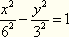 x²/6² − y²/3² = 1